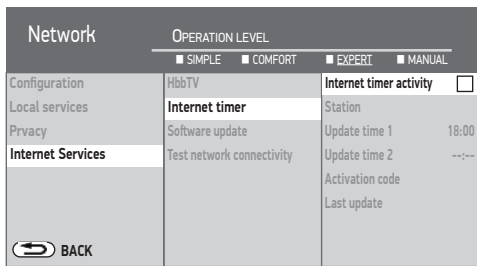 Network
OPERATION LEVEL
SIMPLE COMFORT EXPERT MANUAL
Configuration
Local services
Privacy
Internet Services
BACK
HbbTV
Internet timer
Software update
Test network connectivity
Internet timer activity
Station
Update time 1 18:00
Update time 2 --:--
Activation code
Last update